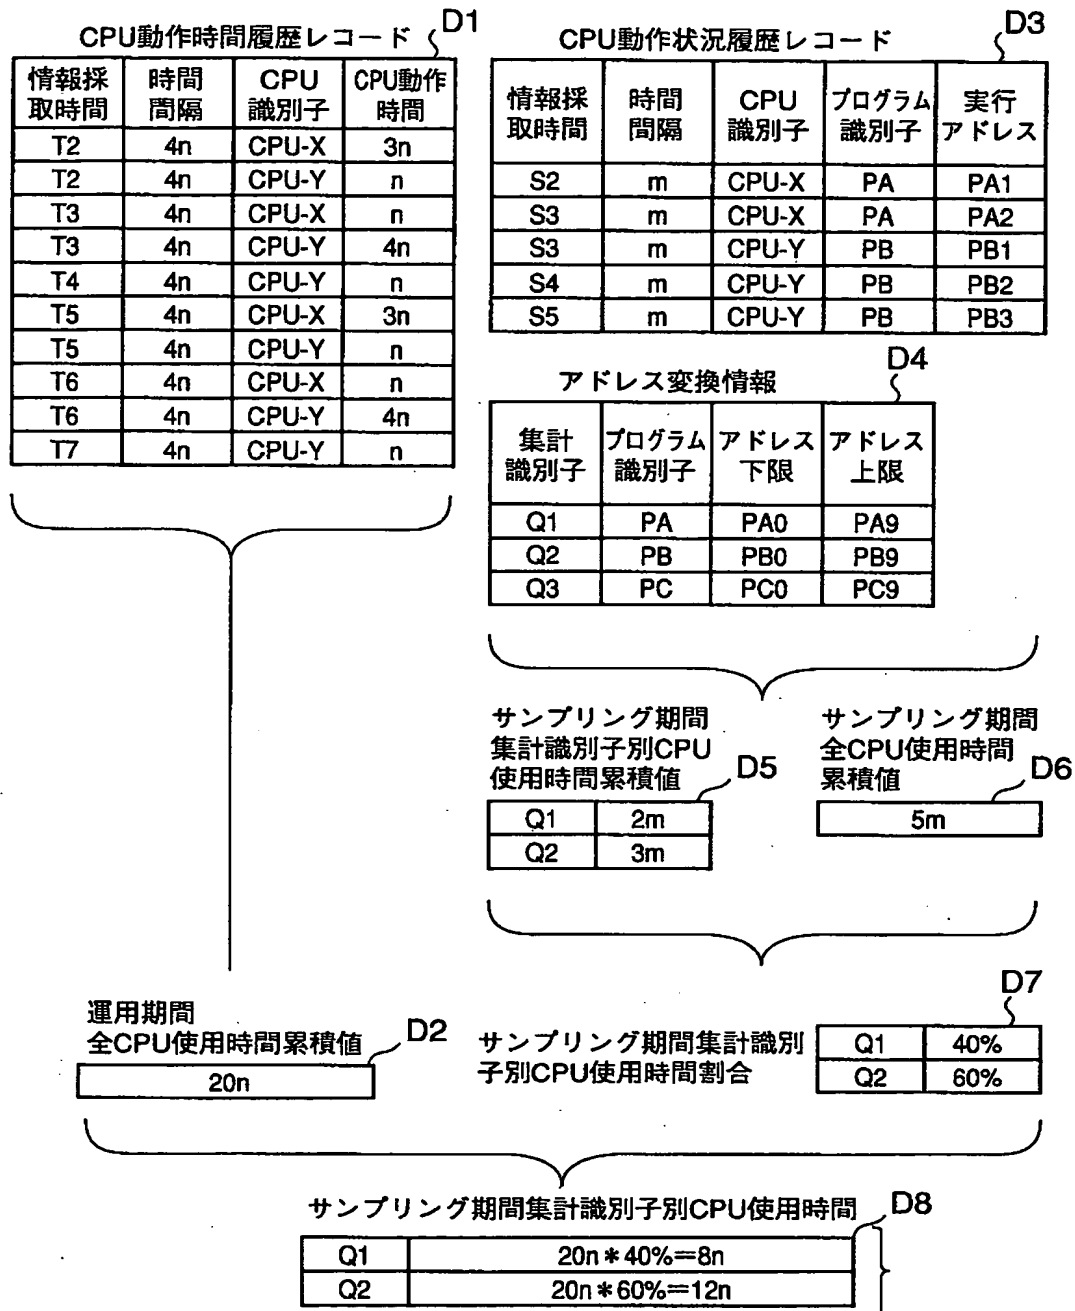 CPU動作時間履歴レコード D1
情報採取時間 時間間隔 CPU識別子 CPU動作時間
T2 4n CPU-X 3n
T2 4n CPU-Y n
T3 4n CPU-X n
T3 4n CPU-Y 4n
T4 4n CPU-Y n
T5 4n CPU-X 3n
T5 4n CPU-Y n
T6 4n CPU-X n
T6 4n CPU-Y 4n
T7 4n CPU-Y n
CPU動作状況履歴レコード D3
情報採取時間 時間間隔 CPU識別子 プログラム識別子 実行アドレス
S2 m CPU-X PA PA1
S3 m CPU-X PA PA2
S3 m CPU-Y PB PB1
S4 m CPU-Y PB PB2
S5 m CPU-Y PB PB3
アドレス変換情報 D4
集計識別子 プログラム識別子 アドレス下限 アドレス上限
Q1 PA PA0 PA9
Q2 PB PB0 PB9
Q3 PC PC0 PC9
サンプリング期間
集計識別子別CPU
使用時間累積値 D5
Q1 2m
Q2 3m
サンプリング期間
全CPU使用時間
累積値 D6
5m
運用期間
全CPU使用時間累積値 D2
20n
サンプリング期間集計識別
子別CPU使用時間割合 D7
Q1 40%
Q2 60%
サンプリング期間集計識別子別CPU使用時間 D8
Q1 20n*40%=8n
Q2 20n*60%=12n